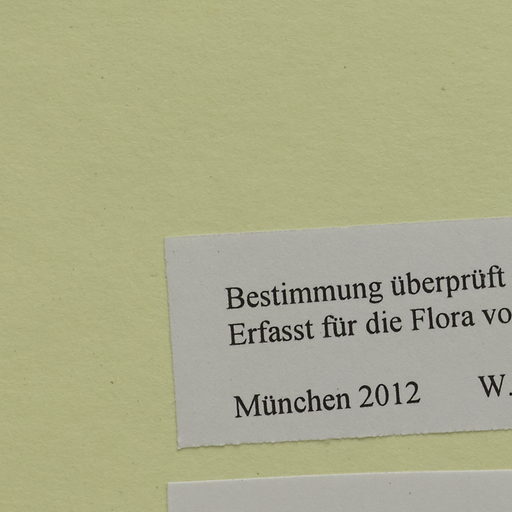 Bestimmung überprüft
Erfasst für die Flora vo
München 2012 W.